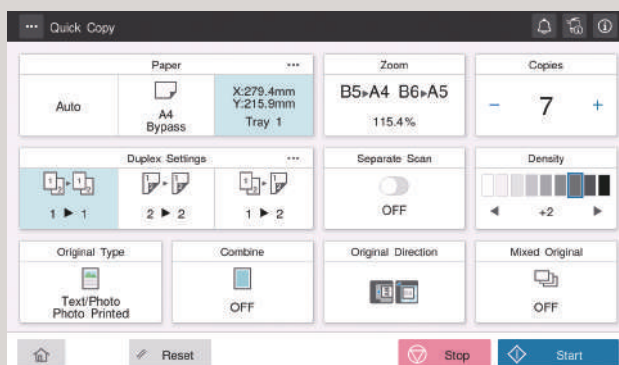 Quick Copy
Paper
Auto
A4
Bypass
X:279.4mm
Y:215.9mm
Tray 1
Zoom
B5▸A4 B6▸A5
115.4%
Copies
−
7
+
Duplex Settings
1 ▶ 1
2 ▶ 2
1 ▶ 2
Separate Scan
OFF
Density
+2
Original Type
Text/Photo
Photo Printed
Combine
OFF
Original Direction
Mixed Original
OFF
Reset
Stop
Start